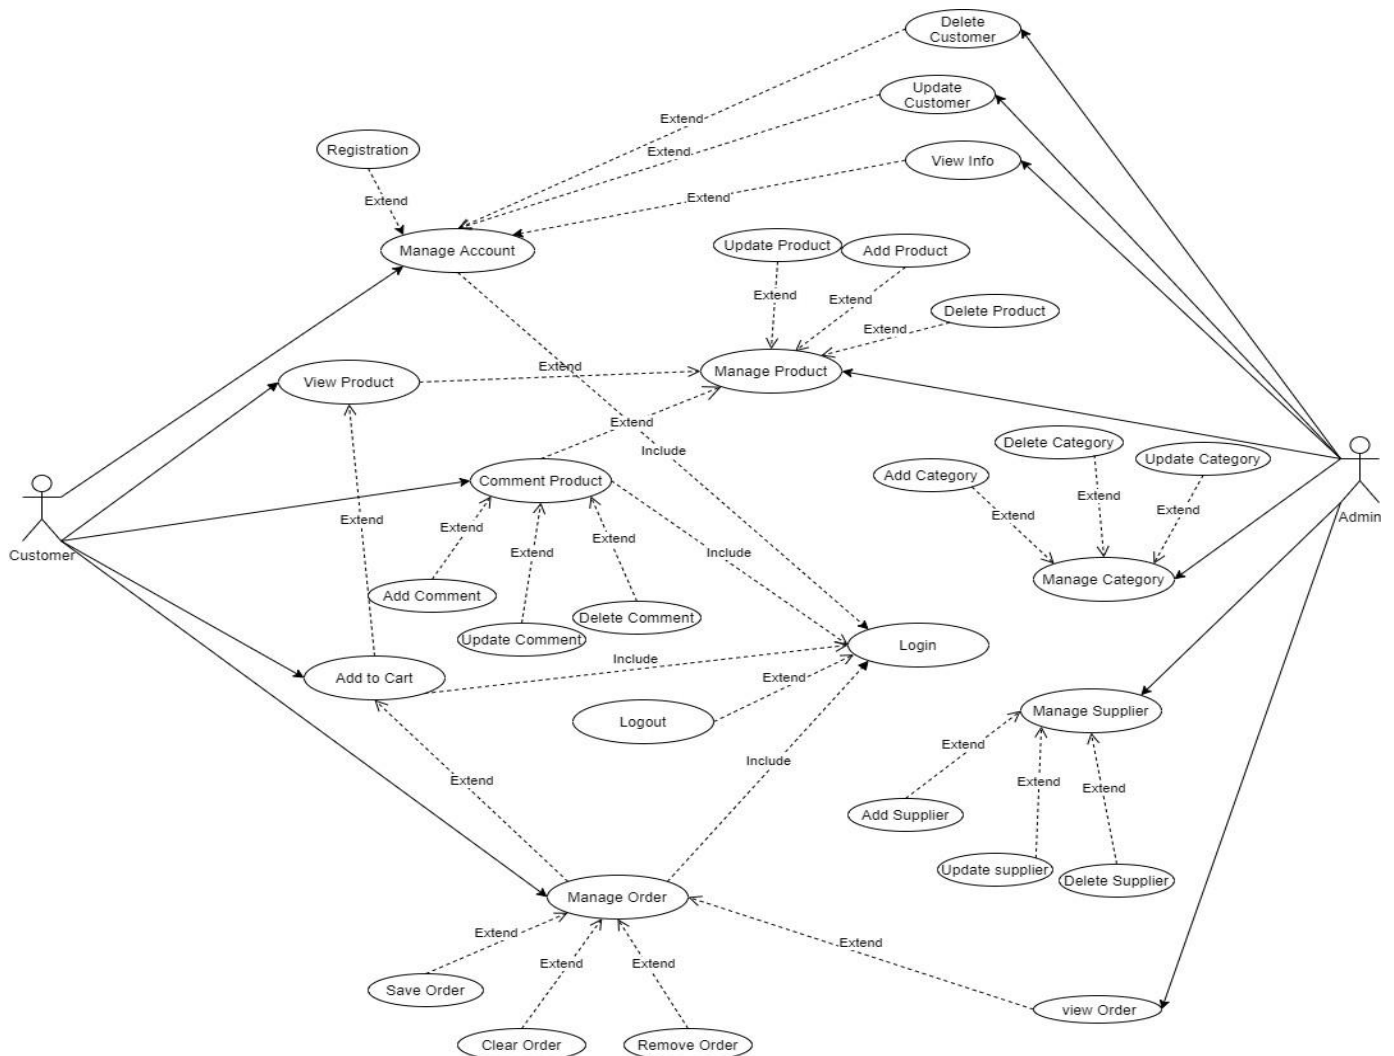 Delete
Customer
Update
Customer
Extend
Extend
Registration
View Info
Extend
Extend
Manage Account
Update Product
Add Product
Extend
Extend
Delete Product
Extend
View Product
Extend
Manage Product
Extend
Include
Delete Category
Update Category
Add Category
Comment Product
Extend
Extend
Extend
Admin
Extend
Extend
Extend
Extend
Customer
Include
Manage Category
Add Comment
Delete Comment
Update Comment
Login
Include
Add to Cart
Extend
Logout
Manage Supplier
Extend
Include
Extend
Extend
Extend
Add Supplier
Update supplier
Delete Supplier
Manage Order
Extend
Extend
Extend
Extend
Save Order
view Order
Clear Order
Remove Order